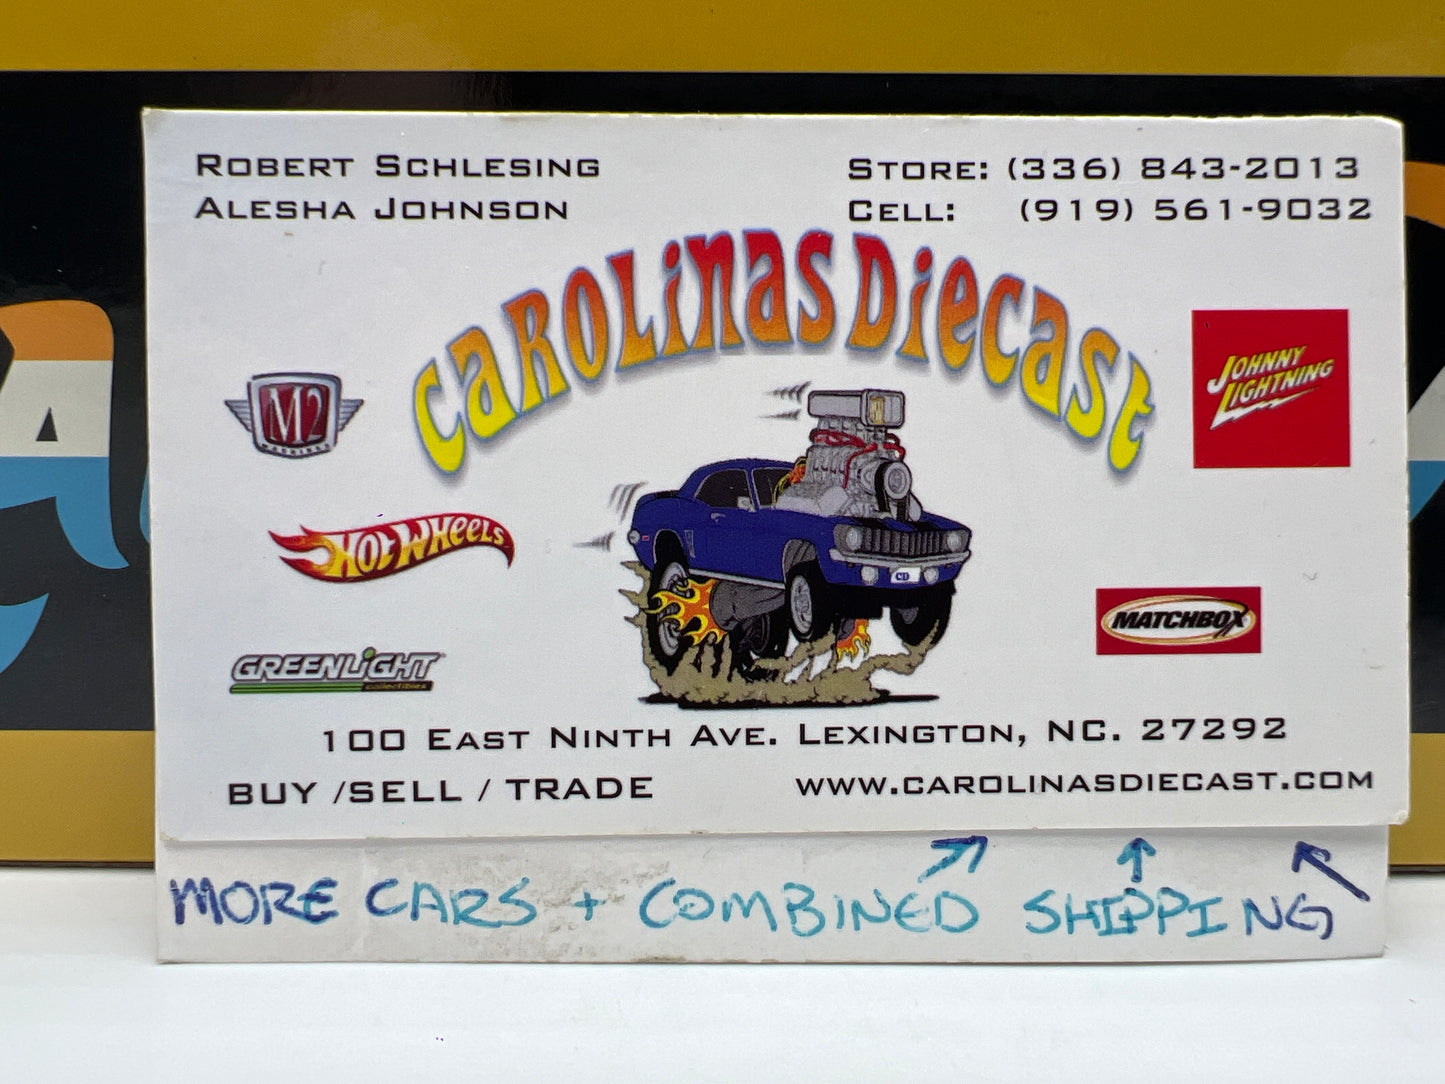 ROBERT SCHLESING
ALESHA JOHNSON
STORE: (336) 843-2013
CELL: (919) 561-9032
CAROLINAS DIECAST
M2
MACHINES
JOHNNY
LIGHTNING
HOT WHEELS
MATCHBOX
GREENLIGHT
collectibles
100 EAST NINTH AVE. LEXINGTON, NC. 27292
BUY /SELL / TRADE
WWW.CAROLINASDIECAST.COM
MORE CARS + COMBINED SHIPPING